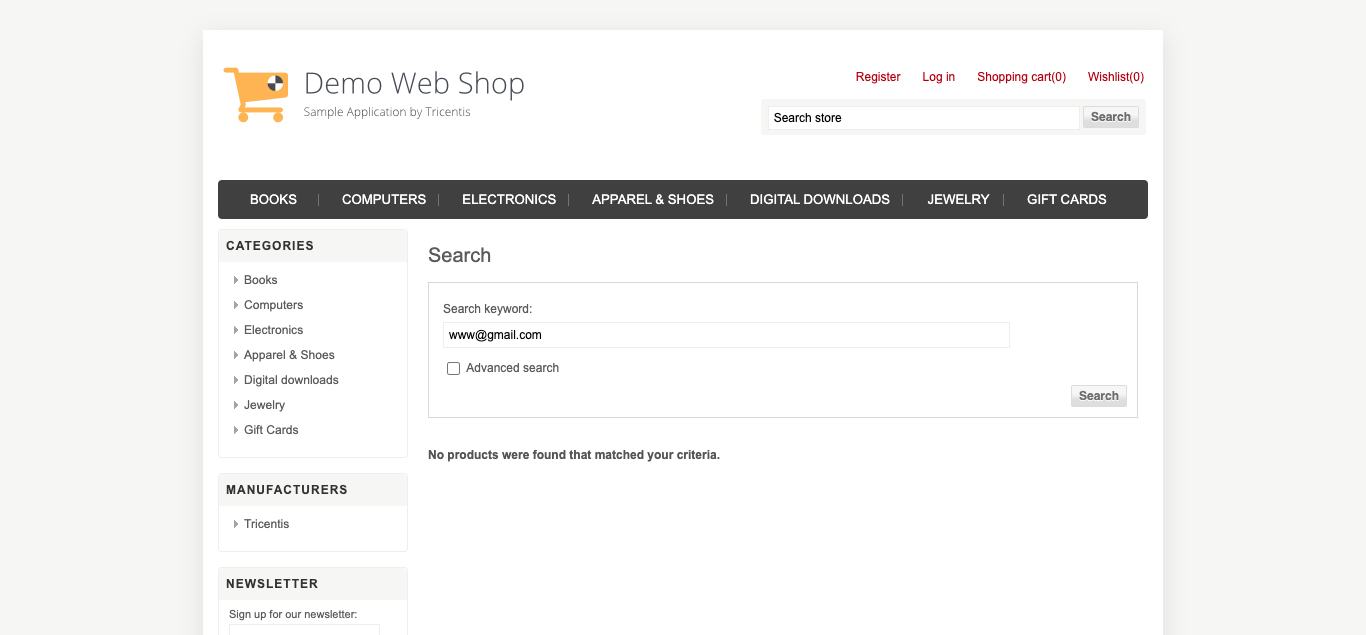 Demo Web Shop
Sample Application by Tricentis
Register Log in Shopping cart(0) Wishlist(0)
Search store Search
BOOKS COMPUTERS ELECTRONICS APPAREL & SHOES DIGITAL DOWNLOADS JEWELRY GIFT CARDS
CATEGORIES
Books
Computers
Electronics
Apparel & Shoes
Digital downloads
Jewelry
Gift Cards
MANUFACTURERS
Tricentis
NEWSLETTER
Sign up for our newsletter:
Search
Search keyword:
www@gmail.com
Advanced search
Search
No products were found that matched your criteria.